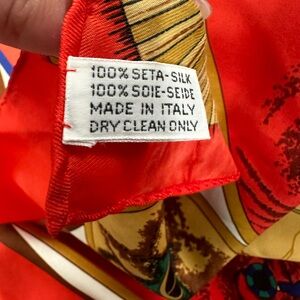 100% SETA-SILK
100% SOIE-SEIDE
MADE IN ITALY
DRY CLEAN ONLY